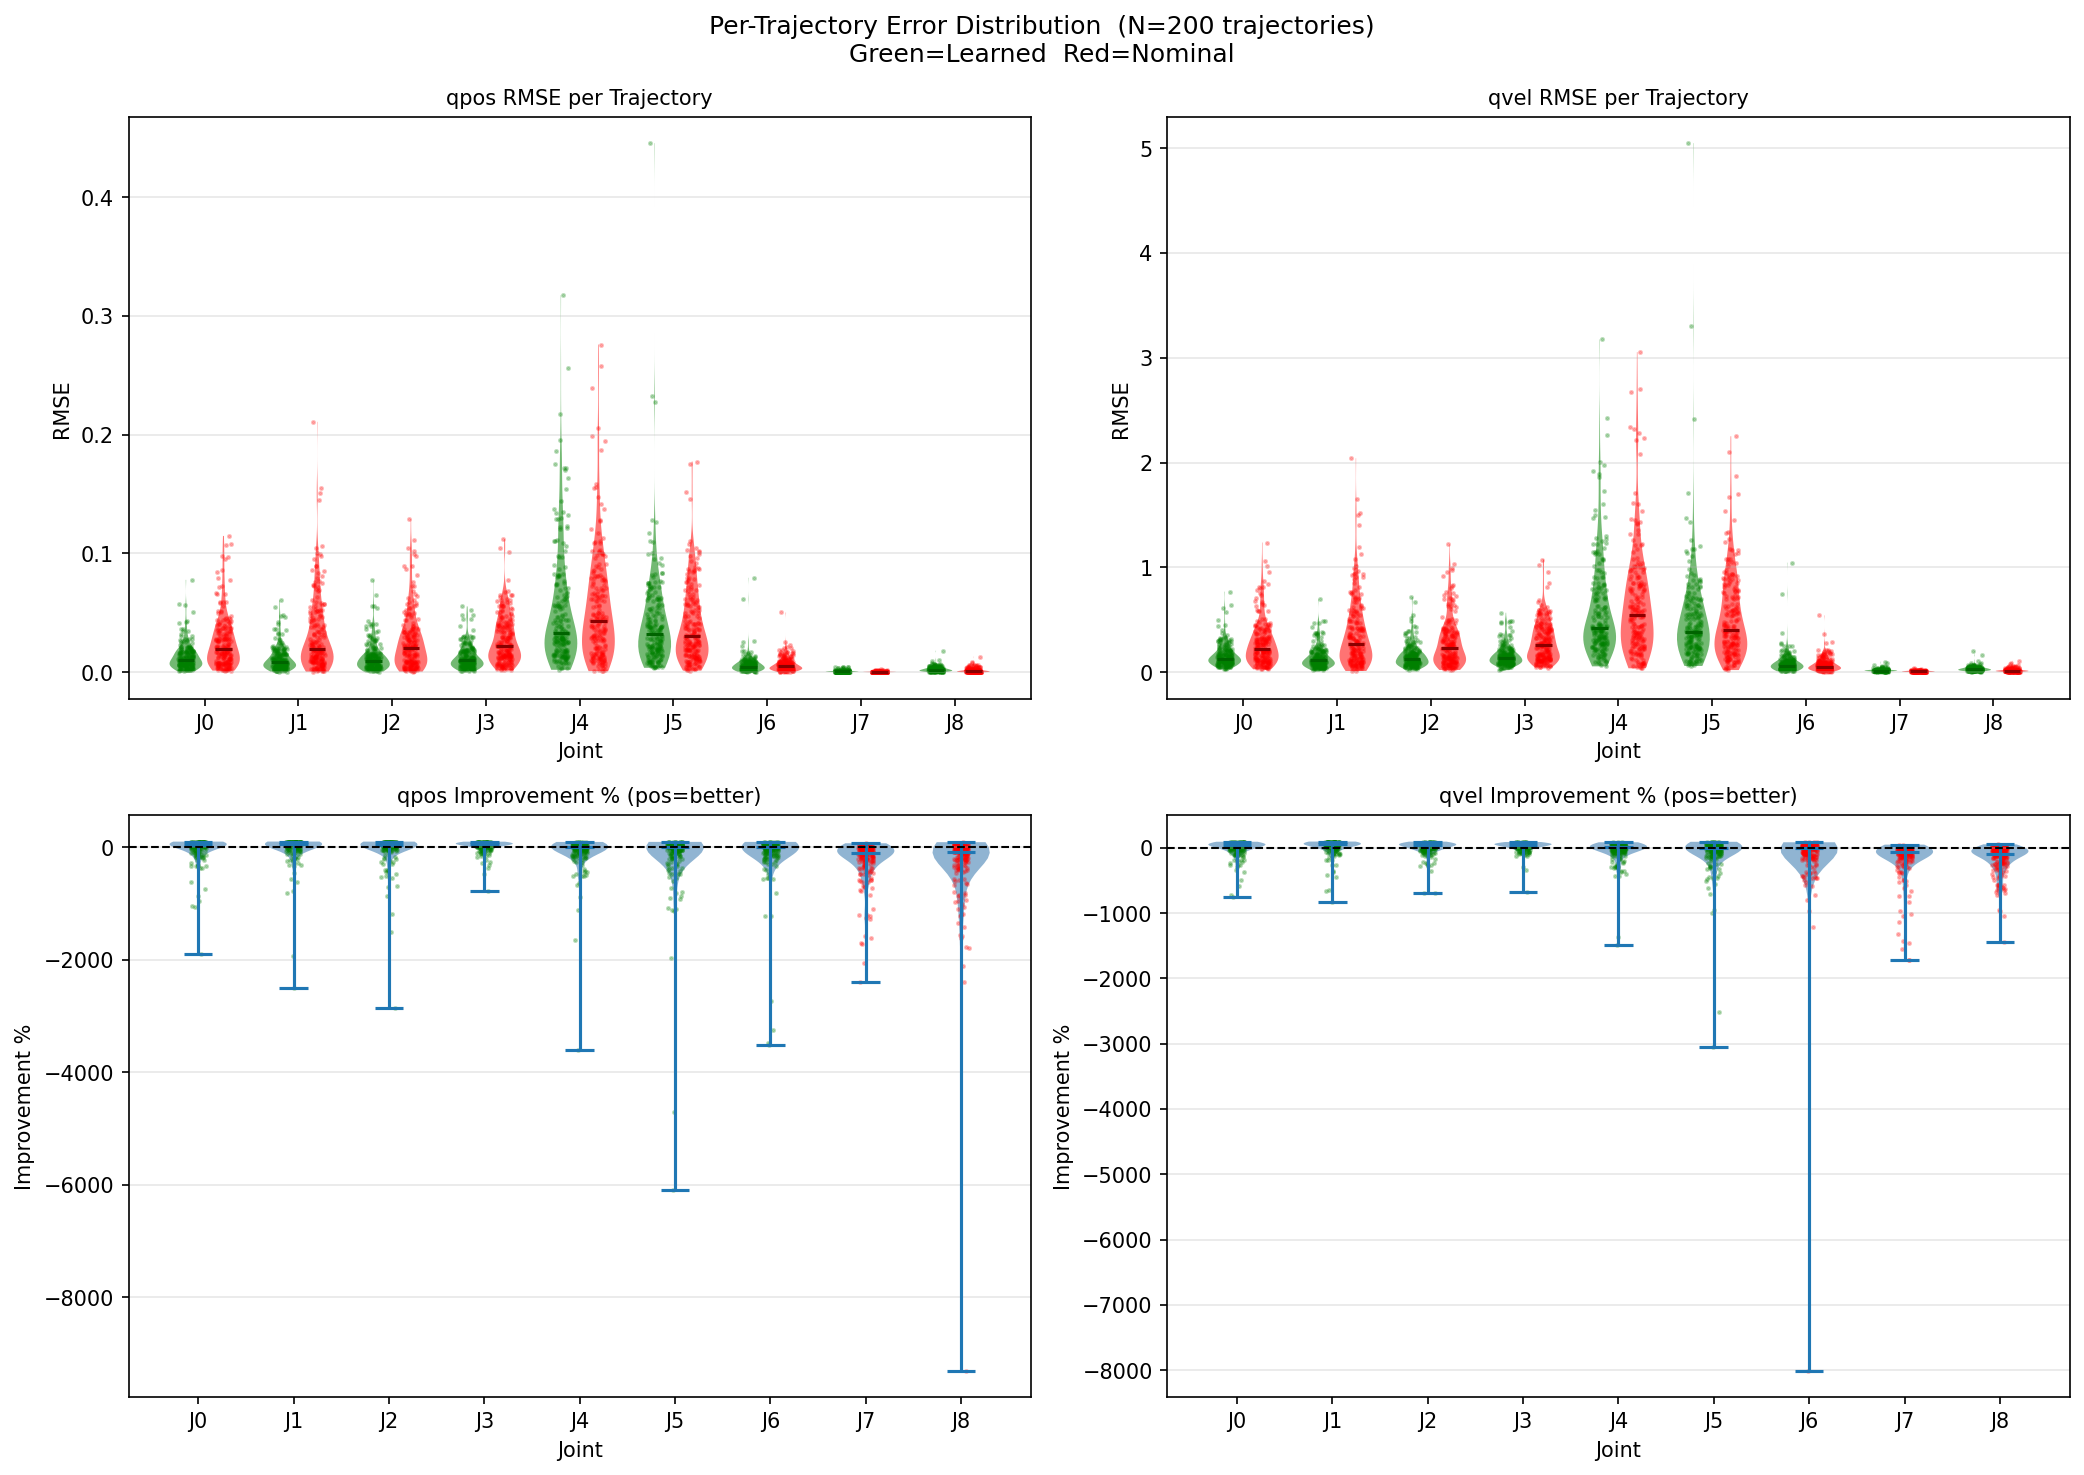 Per-Trajectory Error Distribution  (N=200 trajectories)
Green=Learned  Red=Nominal
qpos RMSE per Trajectory
RMSE
0.4
0.3
0.2
0.1
0.0
J0 J1 J2 J3 J4 J5 J6 J7 J8
Joint
qvel RMSE per Trajectory
RMSE
5
4
3
2
1
0
J0 J1 J2 J3 J4 J5 J6 J7 J8
Joint
qpos Improvement % (pos=better)
Improvement %
0
−2000
−4000
−6000
−8000
J0 J1 J2 J3 J4 J5 J6 J7 J8
Joint
qvel Improvement % (pos=better)
Improvement %
0
−1000
−2000
−3000
−4000
−5000
−6000
−7000
−8000
J0 J1 J2 J3 J4 J5 J6 J7 J8
Joint